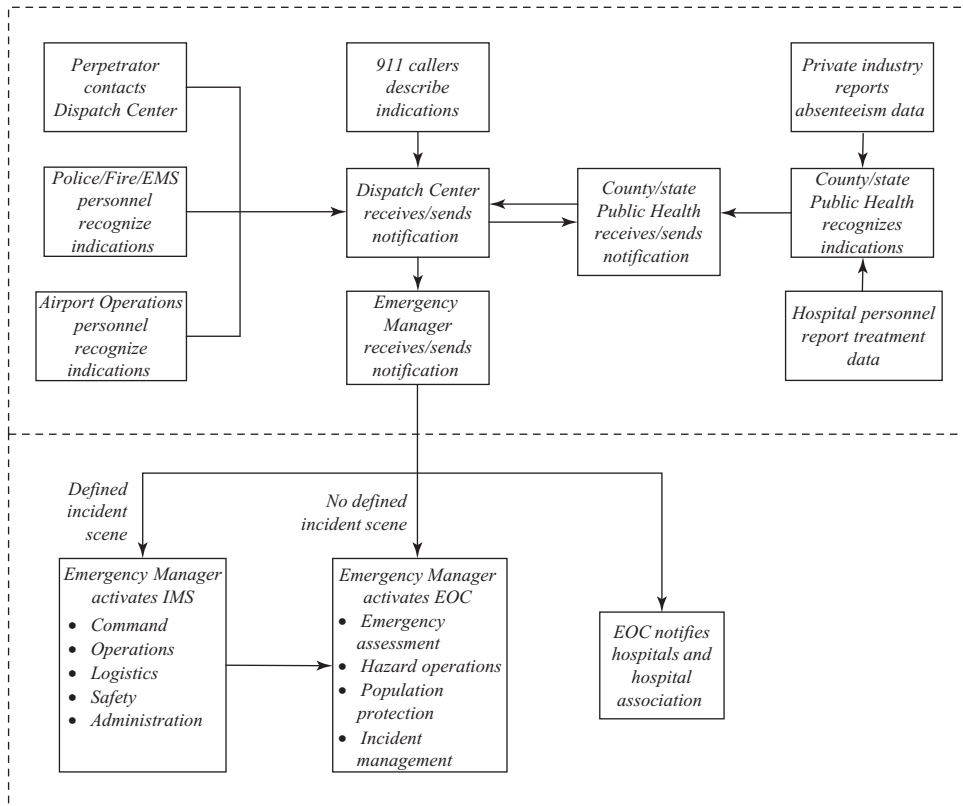 Perpetrator
contacts
Dispatch Center
911 callers
describe
indications
Private industry
reports
absenteeism data
Police/Fire/EMS
personnel
recognize
indications
Dispatch Center
receives/sends
notification
County/state
Public Health
receives/sends
notification
County/state
Public Health
recognizes
indications
Airport Operations
personnel
recognize
indications
Emergency
Manager
receives/sends
notification
Hospital personnel
report treatment
data
Defined
incident
scene
No defined
incident scene
Emergency Manager
activates IMS
• Command
• Operations
• Logistics
• Safety
• Administration
Emergency Manager
activates EOC
• Emergency
assessment
• Hazard operations
• Population
protection
• Incident
management
EOC notifies
hospitals and
hospital
association